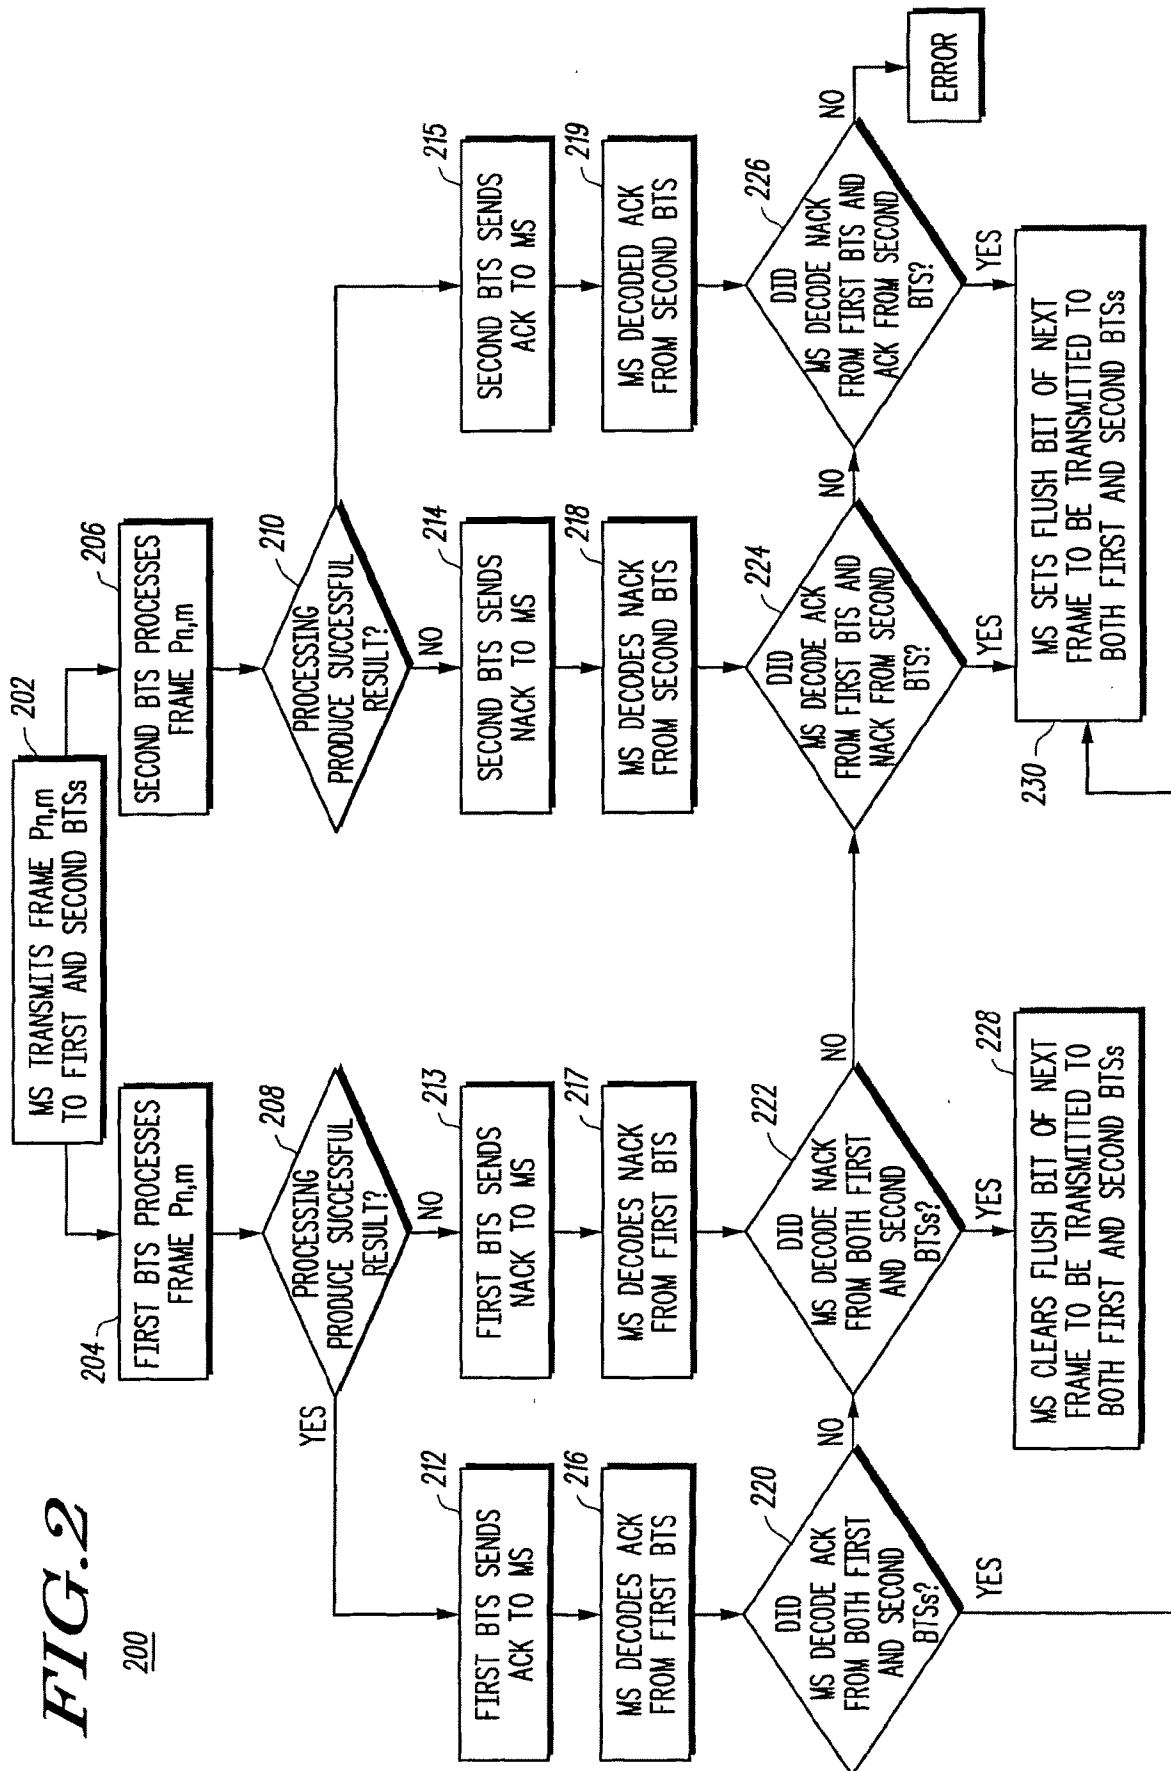 FIG.2
200
MS TRANSMITS FRAME Pn,m
TO FIRST AND SECOND BTSs
202
FIRST BTS PROCESSES
FRAME Pn,m
204
SECOND BTS PROCESSES
FRAME Pn,m
206
PROCESSING
PRODUCE SUCCESSFUL
RESULT?
208
YES
NO
PROCESSING
PRODUCE SUCCESSFUL
RESULT?
210
NO
FIRST BTS SENDS
ACK TO MS
212
FIRST BTS SENDS
NACK TO MS
213
SECOND BTS SENDS
NACK TO MS
214
SECOND BTS SENDS
ACK TO MS
215
MS DECODES ACK
FROM FIRST BTS
216
MS DECODES NACK
FROM FIRST BTS
217
MS DECODES NACK
FROM SECOND BTS
218
MS DECODED ACK
FROM SECOND BTS
219
DID
MS DECODE ACK
FROM BOTH FIRST
AND SECOND
BTSs?
220
NO
YES
DID
MS DECODE NACK
FROM BOTH FIRST
AND SECOND
BTSs?
222
NO
YES
DID
MS DECODE ACK
FROM FIRST BTS AND
NACK FROM SECOND
BTS?
224
NO
YES
DID
MS DECODE NACK
FROM FIRST BTS AND
ACK FROM SECOND
BTS?
226
NO
YES
ERROR
MS CLEARS FLUSH BIT OF NEXT
FRAME TO BE TRANSMITTED TO
BOTH FIRST AND SECOND BTSs
228
MS SETS FLUSH BIT OF NEXT
FRAME TO BE TRANSMITTED TO
BOTH FIRST AND SECOND BTSs
230